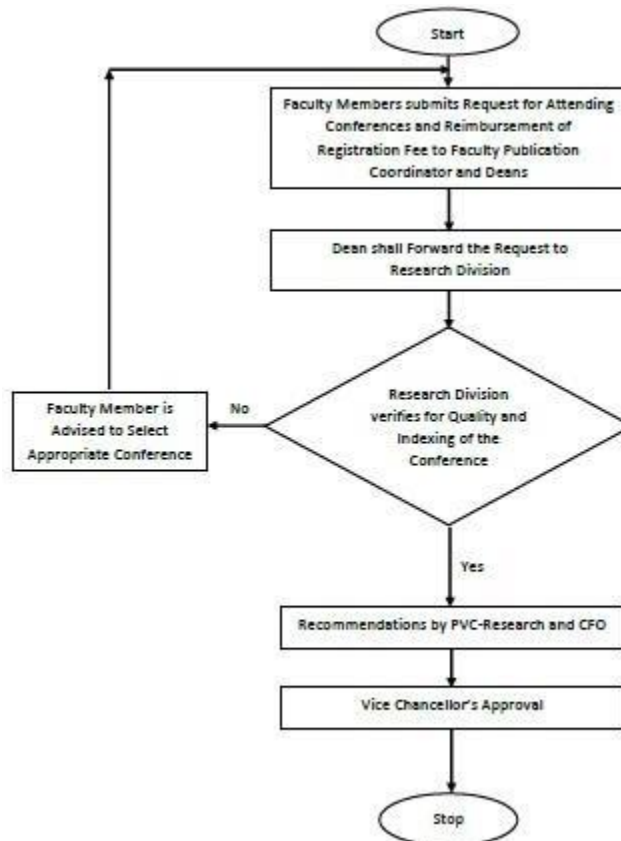 Start
Faculty Members submits Request for Attending
Conferences and Reimbursement of
Registration Fee to Faculty Publication
Coordinator and Deans
Dean shall Forward the Request to
Research Division
Research Division
verifies for Quality and
Indexing of the
Conference
No
Faculty Member is
Advised to Select
Appropriate Conference
Yes
Recommendations by PVC-Research and CFO
Vice Chancellor's Approval
Stop